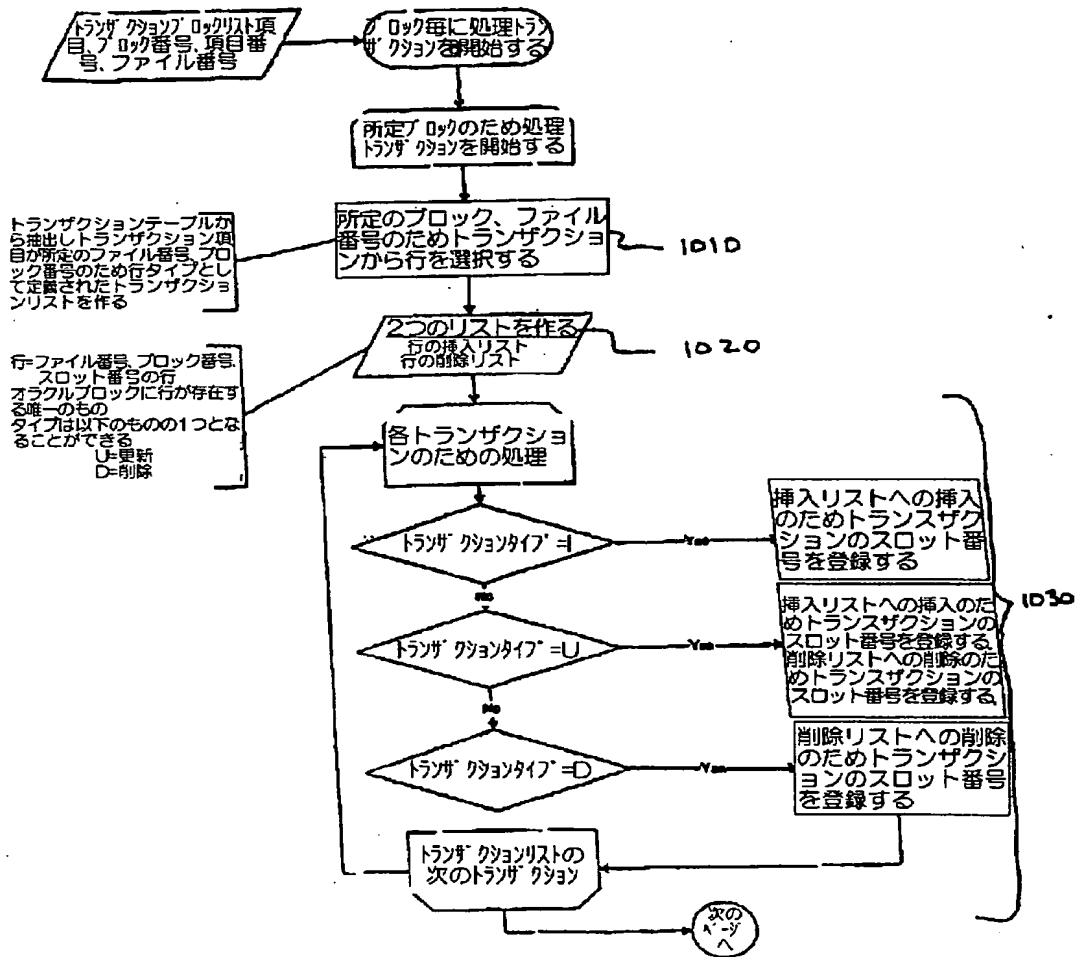 トランザクションブロックリスト項
目、ブロック番号、項目番
号、ファイル番号
ブロック毎に処理トラン
ザクションを開始する
所定ブロックのため処理
トランザクションを開始する
トランザクションテーブルか
ら抽出しトランザクション項
目が所定のファイル番号、ブロ
ック番号のため行タイプとし
て定義されたトランザクショ
ンリストを作る
所定のブロック、ファイル
番号のためトランザクショ
ンから行を選択する
1010
2つのリストを作る
行の挿入リスト
行の削除リスト
1020
行=ファイル番号、ブロック番号、
スロット番号の行
オラクルブロックに行が存在す
る唯一のもの
タイプは以下のものの1つとな
ることができる
U=更新
D=削除
各トランザクショ
ンのための処理
トランザクションタイプ=I
Yes
挿入リストへの挿入
のためトランスザク
ションのスロット番
号を登録する
No
1030
トランザクションタイプ=U
Yes
挿入リストへの挿入のた
めトランスザクションの
スロット番号を登録する、
削除リストへの削除のた
めトランスザクションの
スロット番号を登録する、
No
トランザクションタイプ=D
Yes
削除リストへの削除
のためトランザクシ
ョンのスロット番号
を登録する
トランザクションリストの
次のトランザクション
次の
ページ
へ